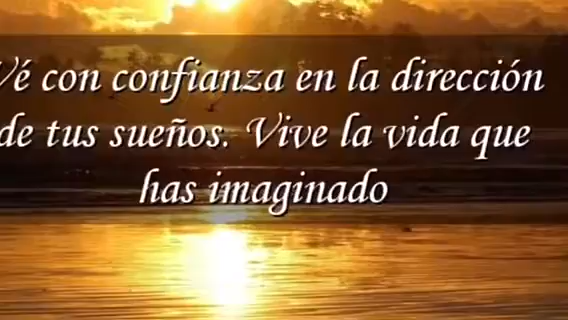 Vé con confianza en la dirección
de tus sueños. Vive la vida que
has imaginado